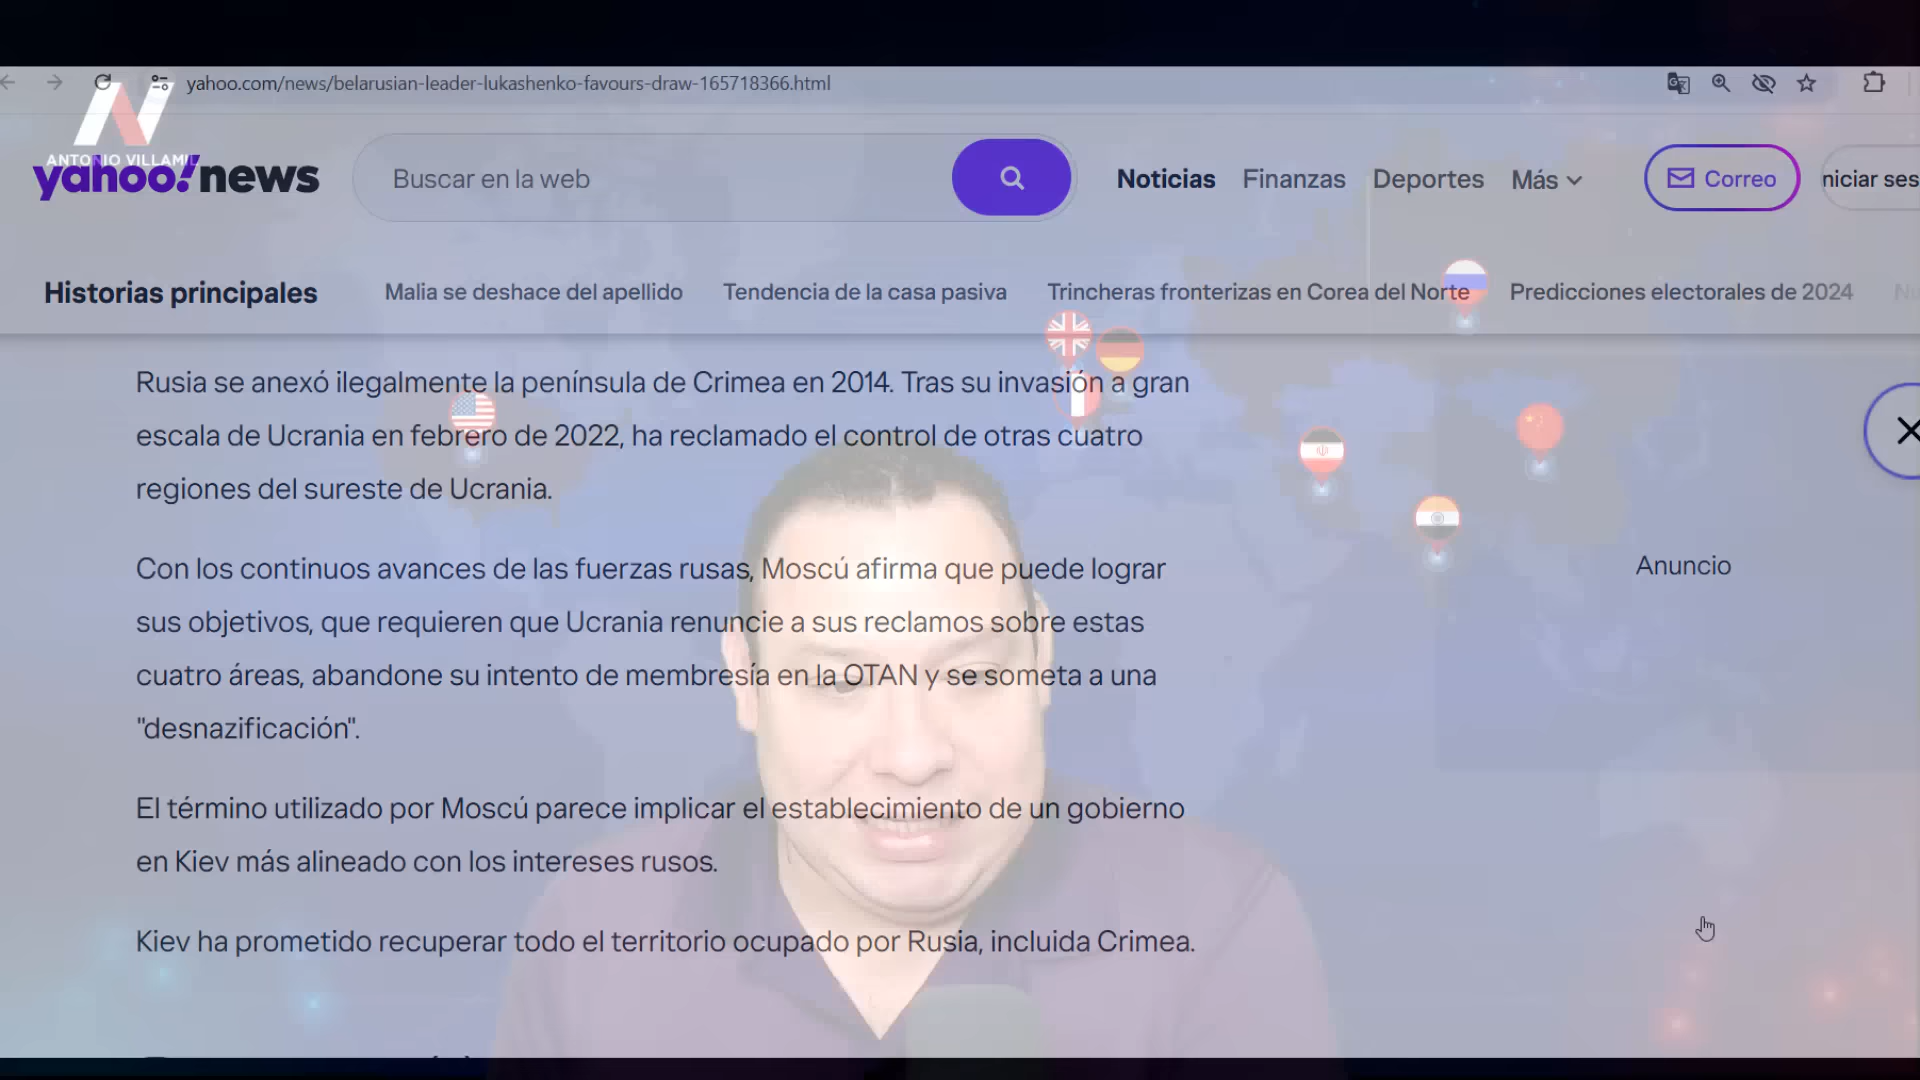 yahoo.com/news/belarusian-leader-lukashenko-favours-draw-165718366.html
ANTONIO VILLAMIL
yahoo!news
Buscar en la web
Noticias Finanzas Deportes Más
Correo
niciar ses
Historias principales Malia se deshace del apellido Tendencia de la casa pasiva Trincheras fronterizas en Corea del Norte Predicciones electorales de 2024
Rusia se anexó ilegalmente la península de Crimea en 2014. Tras su invasión a gran
escala de Ucrania en febrero de 2022, ha reclamado el control de otras cuatro
regiones del sureste de Ucrania.
Con los continuos avances de las fuerzas rusas, Moscú afirma que puede lograr
sus objetivos, que requieren que Ucrania renuncie a sus reclamos sobre estas
cuatro áreas, abandone su intento de membresía en la OTAN y se someta a una
"desnazificación".
Anuncio
El término utilizado por Moscú parece implicar el establecimiento de un gobierno
en Kiev más alineado con los intereses rusos.
Kiev ha prometido recuperar todo el territorio ocupado por Rusia, incluida Crimea.